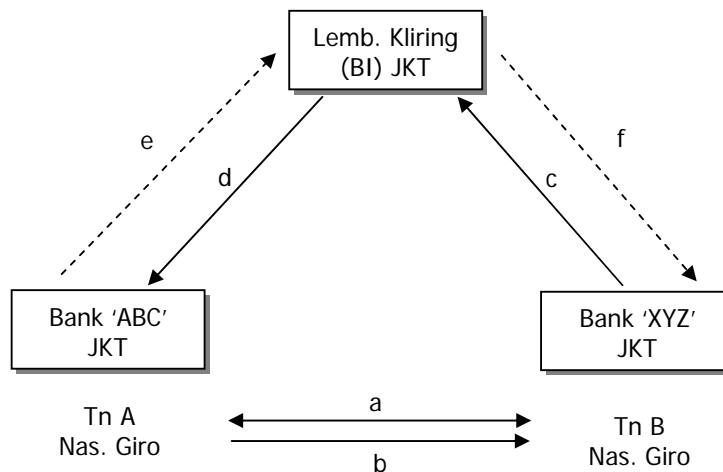 Lemb. Kliring
(BI) JKT
e
f
d
c
Bank ‘ABC’
JKT
Bank ‘XYZ’
JKT
a
Tn A
Nas. Giro
Tn B
Nas. Giro
b